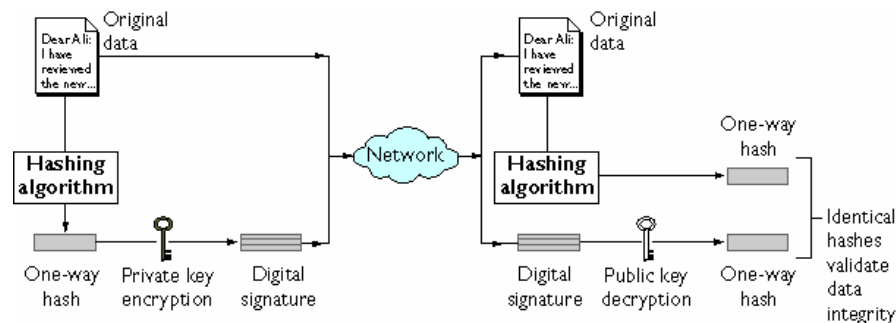 Original
data
Dear Ali:
I have
reviewed
the new...
Hashing
algorithm
One-way
hash
Private key
encryption
Digital
signature
Network
Original
data
Dear Ali:
I have
reviewed
the new...
Hashing
algorithm
One-way
hash
Digital
signature
Public key
decryption
One-way
hash
Identical
hashes
validate
data
integrity